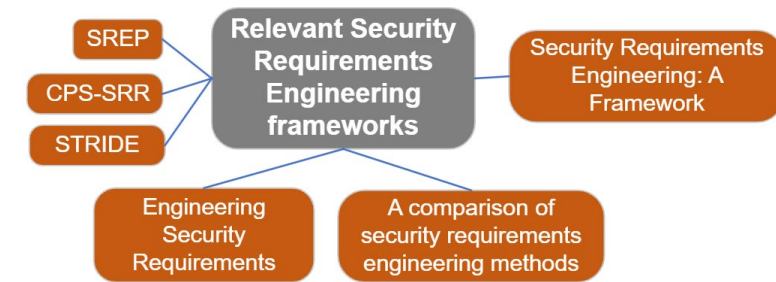 SREP
CPS-SRR
STRIDE
Relevant Security
Requirements
Engineering
frameworks
Security Requirements
Engineering: A
Framework
Engineering
Security
Requirements
A comparison of
security requirements
engineering methods